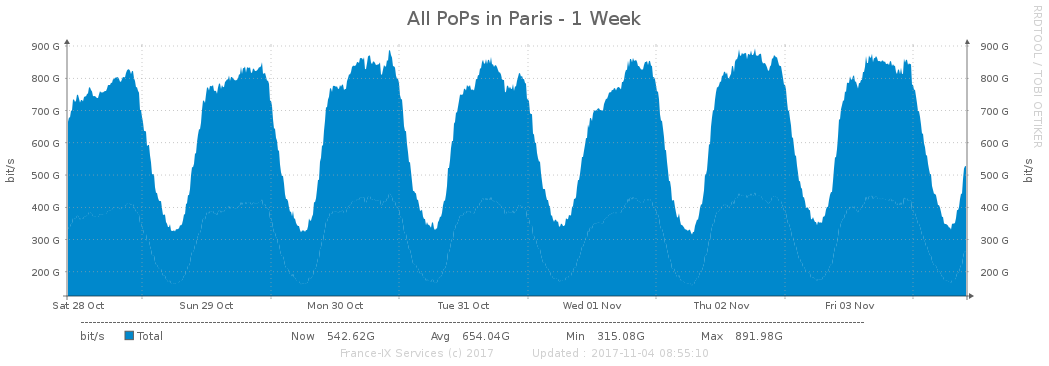 All PoPs in Paris - 1 Week
RRDTOOL / TOBI OETIKER
bit/s
900 G
800 G
700 G
600 G
500 G
400 G
300 G
200 G
900 G
800 G
700 G
600 G
500 G
400 G
300 G
200 G
bit/s
Sat 28 Oct Sun 29 Oct Mon 30 Oct Tue 31 Oct Wed 01 Nov Thu 02 Nov Fri 03 Nov
bit/s Total Now 542.62G Avg 654.04G Min 315.08G Max 891.98G
France-IX Services (c) 2017 Updated : 2017-11-04 08:55:10